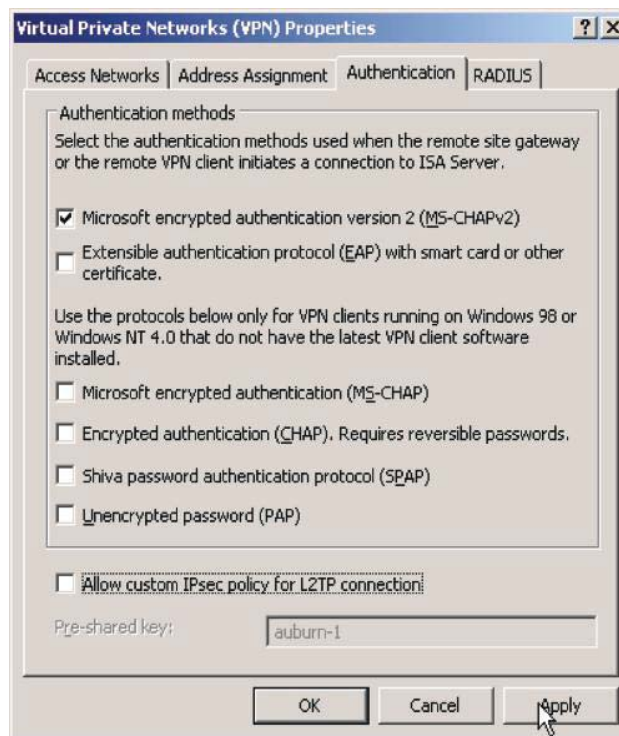 Virtual Private Networks (VPN) Properties
Access Networks
Address Assignment
Authentication
RADIUS
Authentication methods
Select the authentication methods used when the remote site gateway
or the remote VPN client initiates a connection to ISA Server.
Microsoft encrypted authentication version 2 (MS-CHAPv2)
Extensible authentication protocol (EAP) with smart card or other
certificate.
Use the protocols below only for VPN clients running on Windows 98 or
Windows NT 4.0 that do not have the latest VPN client software
installed.
Microsoft encrypted authentication (MS-CHAP)
Encrypted authentication (CHAP). Requires reversible passwords.
Shiva password authentication protocol (SPAP)
Unencrypted password (PAP)
Allow custom IPsec policy for L2TP connection
Pre-shared key:
auburn-1
OK
Cancel
Apply